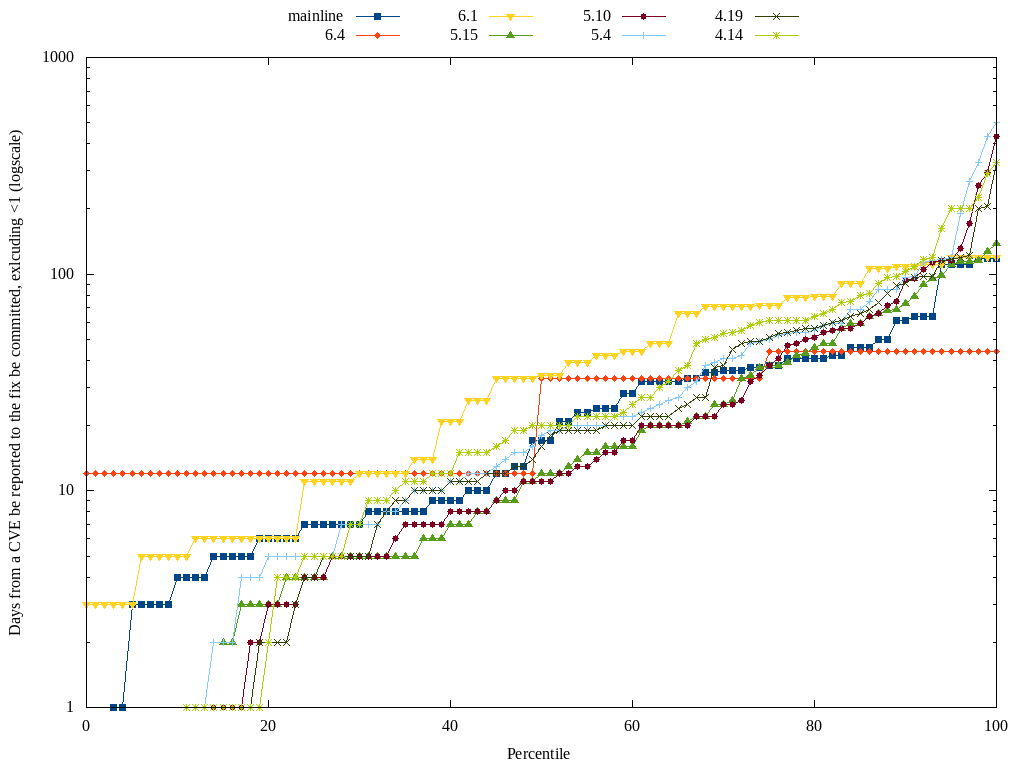 mainline 6.1 5.10 4.19
6.4 5.15 5.4 4.14
1000
100
10
1
Days from a CVE be reported to the fix be committed, exlcuding <1 (logscale)
0 20 40 60 80 100
Percentile